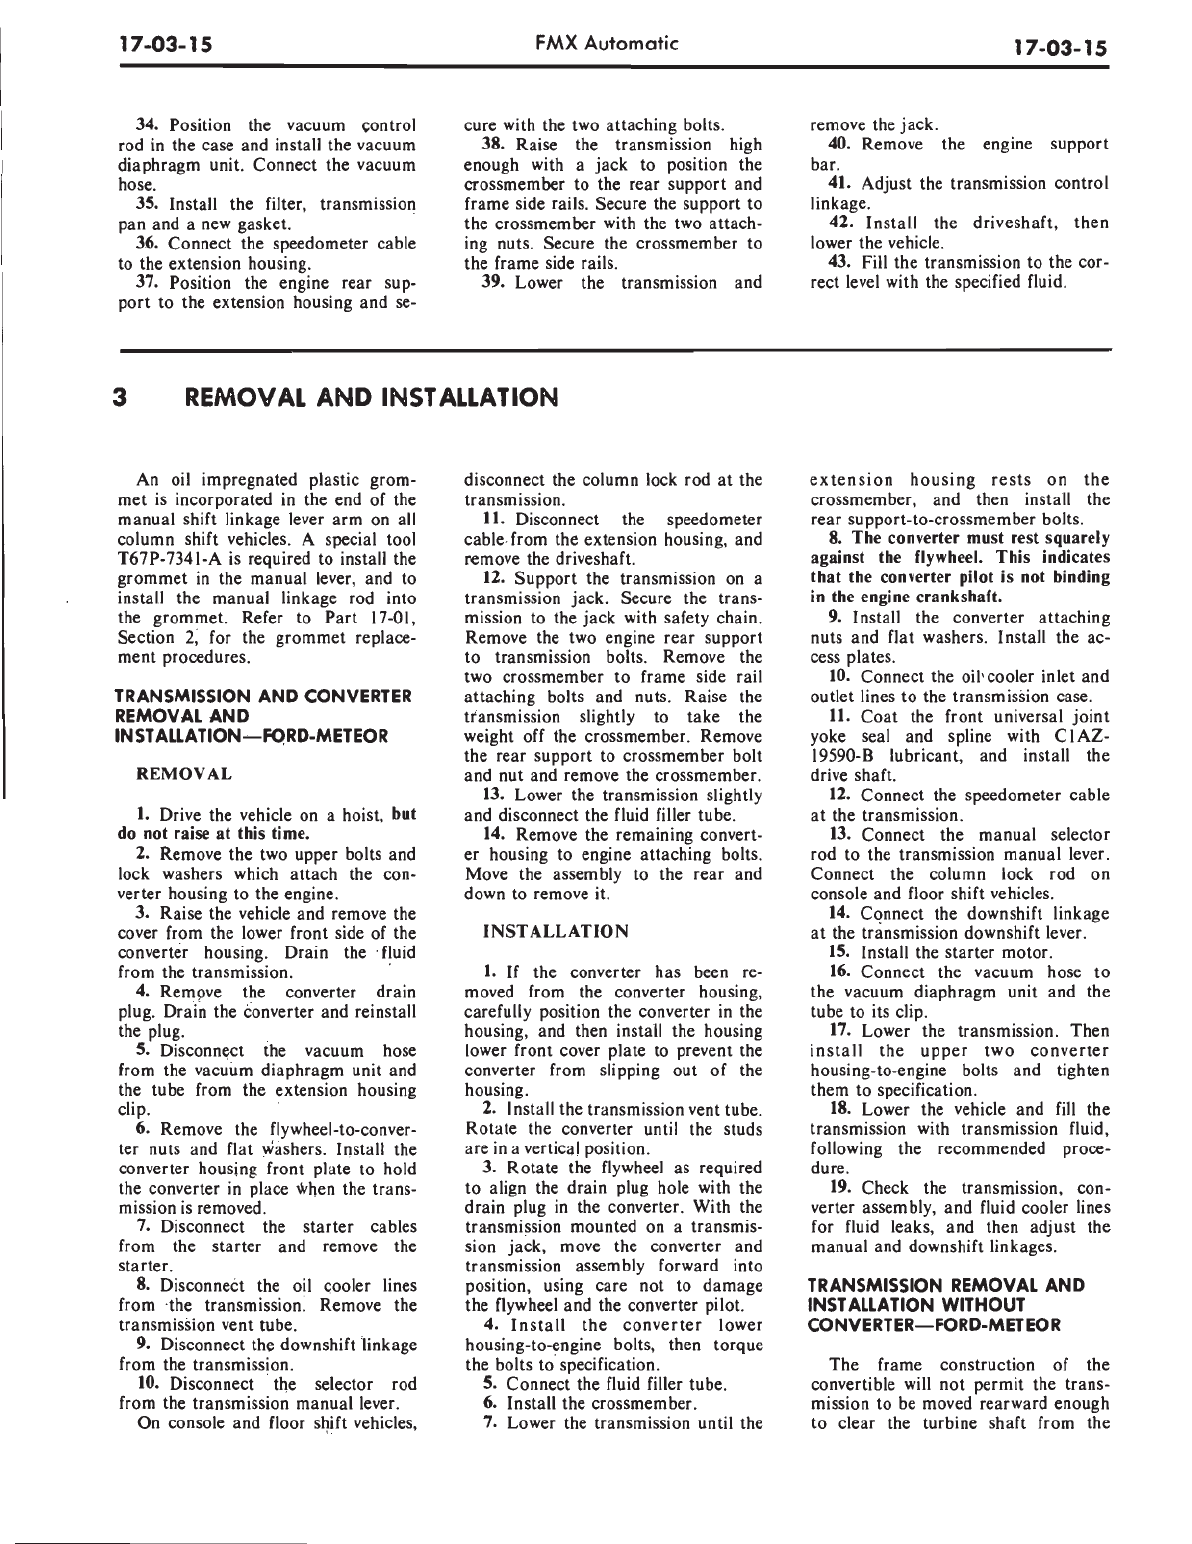 17-03-15
FMX Automatic
17-03-15
34. Position the vacuum control
rod in the case and install the vacuum
diaphragm unit. Connect the vacuum
hose.
35. Install the filter, transmission
pan and a new gasket.
36. Connect the speedometer cable
to the extension housing.
37. Position the engine rear sup-
port to the extension housing and se-
cure with the two attaching bolts.
38. Raise the transmission high
enough with a jack to position the
crossmember to the rear support and
frame side rails. Secure the support to
the crossmember with the two attach-
ing nuts. Secure the crossmember to
the frame side rails.
39. Lower the transmission and
remove the jack.
40. Remove the engine support
bar.
41. Adjust the transmission control
linkage.
42. Install the driveshaft, then
lower the vehicle.
43. Fill the transmission to the cor-
rect level with the specified fluid.
3 REMOVAL AND INSTALLATION
An oil impregnated plastic grom-
met is incorporated in the end of the
manual shift linkage lever arm on all
column shift vehicles. A special tool
T67P-7341-A is required to install the
grommet in the manual lever, and to
install the manual linkage rod into
the grommet. Refer to Part 17-01,
Section 2, for the grommet replace-
ment procedures.
TRANSMISSION AND CONVERTER
REMOVAL AND
INSTALLATION—FORD-METEOR
REMOVAL
1. Drive the vehicle on a hoist, but
do not raise at this time.
2. Remove the two upper bolts and
lock washers which attach the con-
verter housing to the engine.
3. Raise the vehicle and remove the
cover from the lower front side of the
converter housing. Drain the fluid
from the transmission.
4. Remove the converter drain
plug. Drain the converter and reinstall
the plug.
5. Disconnect the vacuum hose
from the vacuum diaphragm unit and
the tube from the extension housing
clip.
6. Remove the flywheel-to-conver-
ter nuts and flat washers. Install the
converter housing front plate to hold
the converter in place when the trans-
mission is removed.
7. Disconnect the starter cables
from the starter and remove the
starter.
8. Disconnect the oil cooler lines
from the transmission. Remove the
transmission vent tube.
9. Disconnect the downshift linkage
from the transmission.
10. Disconnect the selector rod
from the transmission manual lever.
On console and floor shift vehicles,
disconnect the column lock rod at the
transmission.
11. Disconnect the speedometer
cable from the extension housing, and
remove the driveshaft.
12. Support the transmission on a
transmission jack. Secure the trans-
mission to the jack with safety chain.
Remove the two engine rear support
to transmission bolts. Remove the
two crossmember to frame side rail
attaching bolts and nuts. Raise the
transmission slightly to take the
weight off the crossmember. Remove
the rear support to crossmember bolt
and nut and remove the crossmember.
13. Lower the transmission slightly
and disconnect the fluid filler tube.
14. Remove the remaining convert-
er housing to engine attaching bolts.
Move the assembly to the rear and
down to remove it.
INSTALLATION
1. If the converter has been re-
moved from the converter housing,
carefully position the converter in the
housing, and then install the housing
lower front cover plate to prevent the
converter from slipping out of the
housing.
2. Install the transmission vent tube.
Rotate the converter until the studs
are in a vertical position.
3. Rotate the flywheel as required
to align the drain plug hole with the
drain plug in the converter. With the
transmission mounted on a transmis-
sion jack, move the converter and
transmission assembly forward into
position, using care not to damage
the flywheel and the converter pilot.
4. Install the converter lower
housing-to-engine bolts, then torque
the bolts to specification.
5. Connect the fluid filler tube.
6. Install the crossmember.
7. Lower the transmission until the
extension housing rests on the
crossmember, and then install the
rear support-to-crossmember bolts.
8. The converter must rest squarely
against the flywheel. This indicates
that the converter pilot is not binding
in the engine crankshaft.
9. Install the converter attaching
nuts and flat washers. Install the ac-
cess plates.
10. Connect the oil cooler inlet and
outlet lines to the transmission case.
11. Coat the front universal joint
yoke seal and spline with C1AZ-
19590-B lubricant, and install the
drive shaft.
12. Connect the speedometer cable
at the transmission.
13. Connect the manual selector
rod to the transmission manual lever.
Connect the column lock rod on
console and floor shift vehicles.
14. Connect the downshift linkage
at the transmission downshift lever.
15. Install the starter motor.
16. Connect the vacuum hose to
the vacuum diaphragm unit and the
tube to its clip.
17. Lower the transmission. Then
install the upper two converter
housing-to-engine bolts and tighten
them to specification.
18. Lower the vehicle and fill the
transmission with transmission fluid,
following the recommended proce-
dure.
19. Check the transmission, con-
verter assembly, and fluid cooler lines
for fluid leaks, and then adjust the
manual and downshift linkages.
TRANSMISSION REMOVAL AND
INSTALLATION WITHOUT
CONVERTER—FORD-METEOR
The frame construction of the
convertible will not permit the trans-
mission to be moved rearward enough
to clear the turbine shaft from the